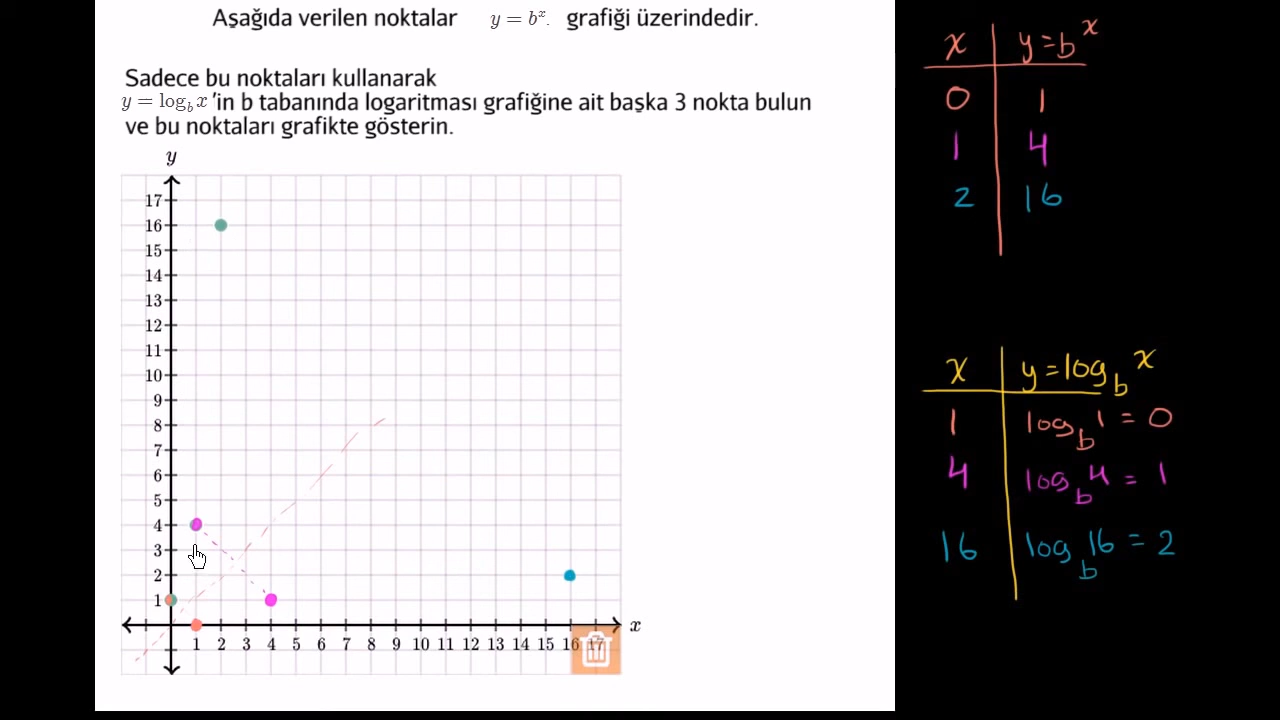 Aşağıda verilen noktalar y = bˣ. grafiği üzerindedir.
Sadece bu noktaları kullanarak
y = log_b x 'in b tabanında logaritması grafiğine ait başka 3 nokta bulun
ve bu noktaları grafikte gösterin.
y
17
16
15
14
13
12
11
10
9
8
7
6
5
4
3
2
1
x
1 2 3 4 5 6 7 8 9 10 11 12 13 14 15 16 17
x y=bˣ
0 1
1 4
2 16
x y=log_b x
1 log_b 1 = 0
4 log_b 4 = 1
16 log_b 16 = 2